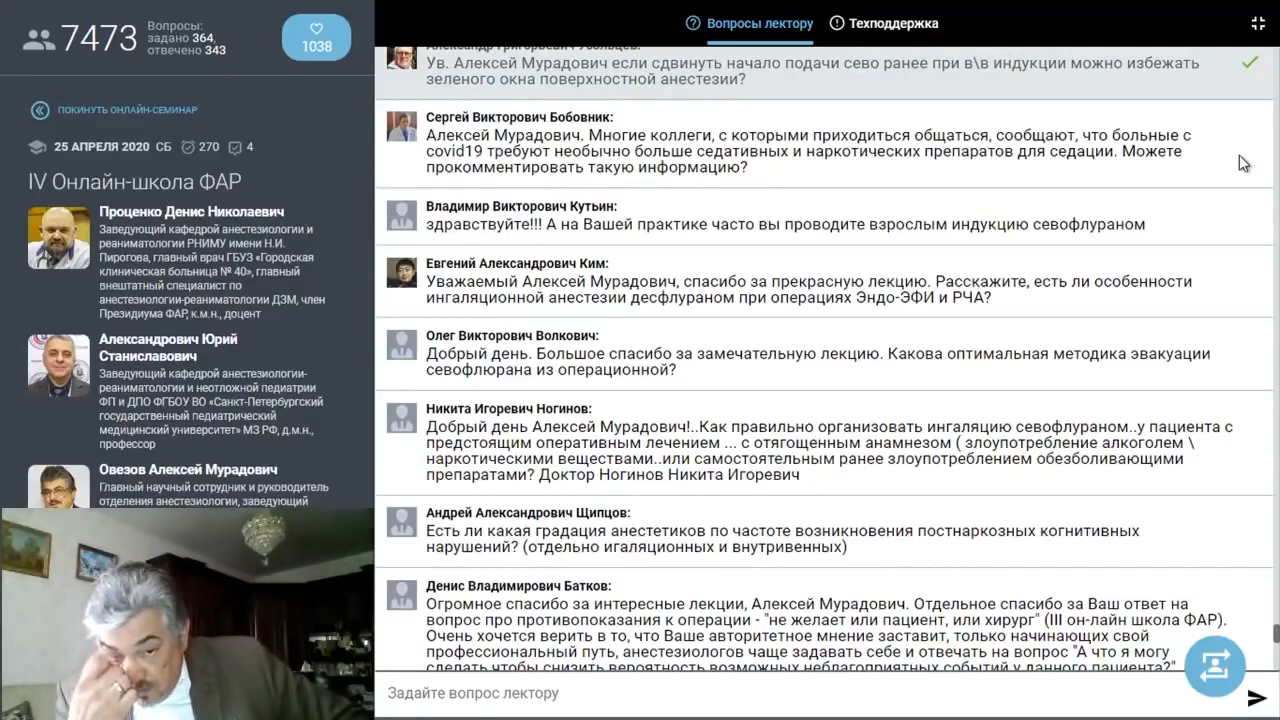 7473
Вопросы:
задано 364,
отвечено 343
1038
ПОКИНУТЬ ОНЛАЙН-СЕМИНАР
25 АПРЕЛЯ 2020 СБ 270 4
IV Онлайн-школа ФАР
Проценко Денис Николаевич
Заведующий кафедрой анестезиологии и
реаниматологии РНИМУ имени Н.И.
Пирогова, главный врач ГБУЗ «Городская
клиническая больница № 40», главный
внештатный специалист по
анестезиологии-реаниматологии ДЗМ, член
Президиума ФАР, к.м.н., доцент
Александрович Юрий
Станиславович
Заведующий кафедрой анестезиологии-
реаниматологии и неотложной педиатрии
ФП и ДПО ФГБОУ ВО «Санкт-Петербургский
государственный педиатрический
медицинский университет» МЗ РФ, д.м.н.,
профессор
Овезов Алексей Мурадович
Главный научный сотрудник и руководитель
отделения анестезиологии, заведующий
Вопросы лектору
Техподдержка
Александр Григорьевич
Ув. Алексей Мурадович если сдвинуть начало подачи сево ранее при в\в индукции можно избежать
зеленого окна поверхностной анестезии?
Сергей Викторович Бобовник:
Алексей Мурадович. Многие коллеги, с которыми приходиться общаться, сообщают, что больные с
covid19 требуют необычно больше седативных и наркотических препаратов для седации. Можете
прокомментировать такую информацию?
Владимир Викторович Кутьин:
здравствуйте!!! А на Вашей практике часто вы проводите взрослым индукцию севофлураном
Евгений Александрович Ким:
Уважаемый Алексей Мурадович, спасибо за прекрасную лекцию. Расскажите, есть ли особенности
ингаляционной анестезии десфлураном при операциях Эндо-ЭФИ и РЧА?
Олег Викторович Волкович:
Добрый день. Большое спасибо за замечательную лекцию. Какова оптимальная методика эвакуации
севофлюрана из операционной?
Никита Игоревич Ногинов:
Добрый день Алексей Мурадович!..Как правильно организовать ингаляцию севофлураном..у пациента с
предстоящим оперативным лечением ... с отягощенным анамнезом ( злоупотребление алкоголем \
наркотическими веществами..или самостоятельным ранее злоупотреблением обезболивающими
препаратами? Доктор Ногинов Никита Игоревич
Андрей Александрович Щипцов:
Есть ли какая градация анестетиков по частоте возникновения постнаркозных когнитивных
нарушений? (отдельно игаляционных и внутривенных)
Денис Владимирович Батков:
Огромное спасибо за интересные лекции, Алексей Мурадович. Отдельное спасибо за Ваш ответ на
вопрос про противопоказания к операции - "не желает или пациент, или хирург" (III он-лайн школа ФАР).
Очень хочется верить в то, что Ваше авторитетное мнение заставит, только начинающих свой
профессиональный путь, анестезиологов чаще задавать себе и отвечать на вопрос "А что я могу
сделать чтобы снизить вероятность возможных неблагоприятных событий у данного пациента?"
Задайте вопрос лектору